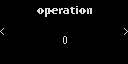 operation
< 0 >